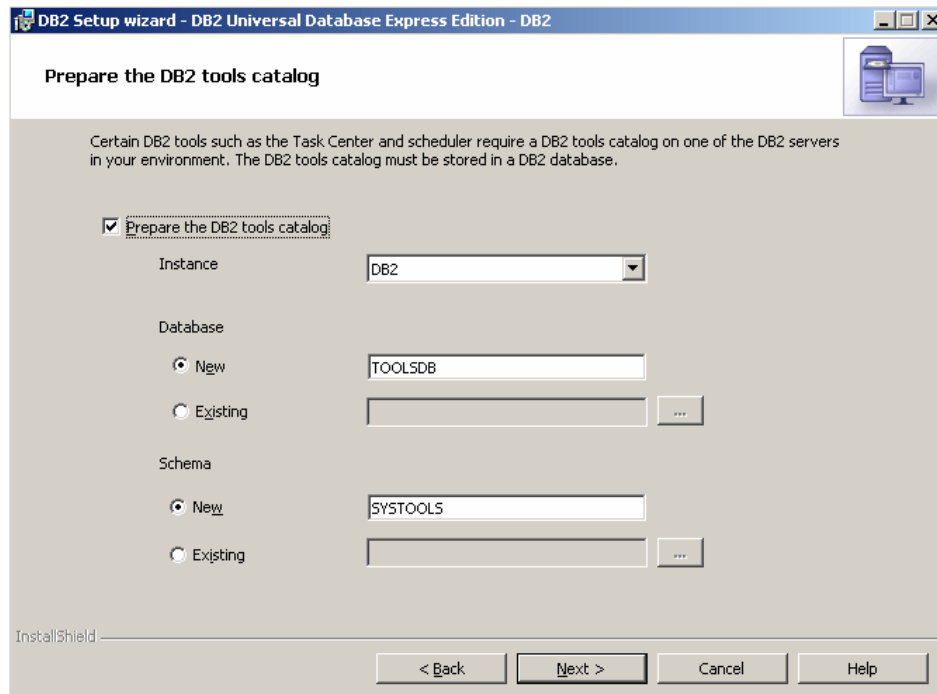 DB2 Setup wizard - DB2 Universal Database Express Edition - DB2
Prepare the DB2 tools catalog
Certain DB2 tools such as the Task Center and scheduler require a DB2 tools catalog on one of the DB2 servers
in your environment. The DB2 tools catalog must be stored in a DB2 database.
Prepare the DB2 tools catalog
Instance DB2
Database
New TOOLSDB
Existing ...
Schema
New SYSTOOLS
Existing ...
InstallShield
< Back Next > Cancel Help